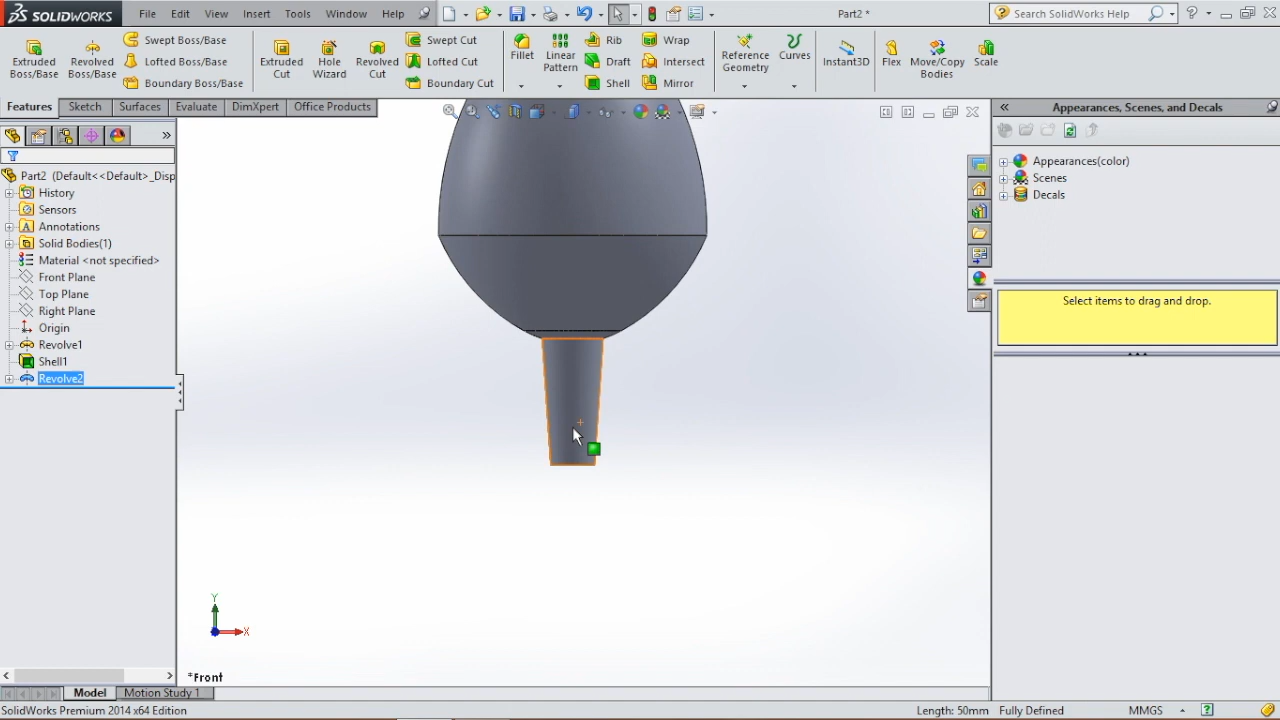 SOLIDWORKS File Edit View Insert Tools Window Help Part2 * Search SolidWorks Help
Extruded Boss/Base
Revolved Boss/Base
Swept Boss/Base
Lofted Boss/Base
Boundary Boss/Base
Extruded Cut
Hole Wizard
Revolved Cut
Swept Cut
Lofted Cut
Boundary Cut
Fillet
Linear Pattern
Rib
Draft
Shell
Wrap
Intersect
Mirror
Reference Geometry
Curves
Instant3D
Flex
Move/Copy Bodies
Scale
Features Sketch Surfaces Evaluate DimXpert Office Products
Appearances, Scenes, and Decals
Part2 (Default<<Default>_Disp
History
Sensors
Annotations
Solid Bodies(1)
Material <not specified>
Front Plane
Top Plane
Right Plane
Origin
Revolve1
Shell1
Revolve2
Appearances(color)
Scenes
Decals
Select items to drag and drop.
Y
X
*Front
Model Motion Study 1
SolidWorks Premium 2014 x64 Edition Length: 50mm Fully Defined MMGS